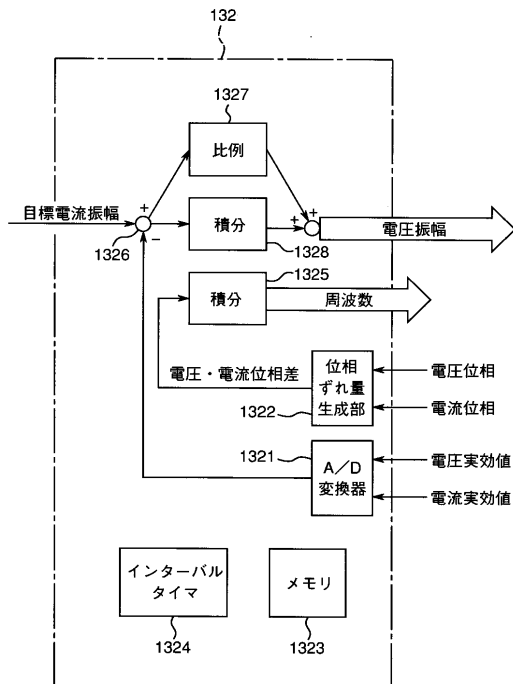 132
1327
比例
目標電流振幅
+
+
+
−
1326
積分
1328
電圧振幅
1325
積分
周波数
電圧・電流位相差
位相
ずれ量
生成部
1322
電圧位相
電流位相
1321
A／D
変換器
電圧実効値
電流実効値
インターバル
タイマ
1324
メモリ
1323